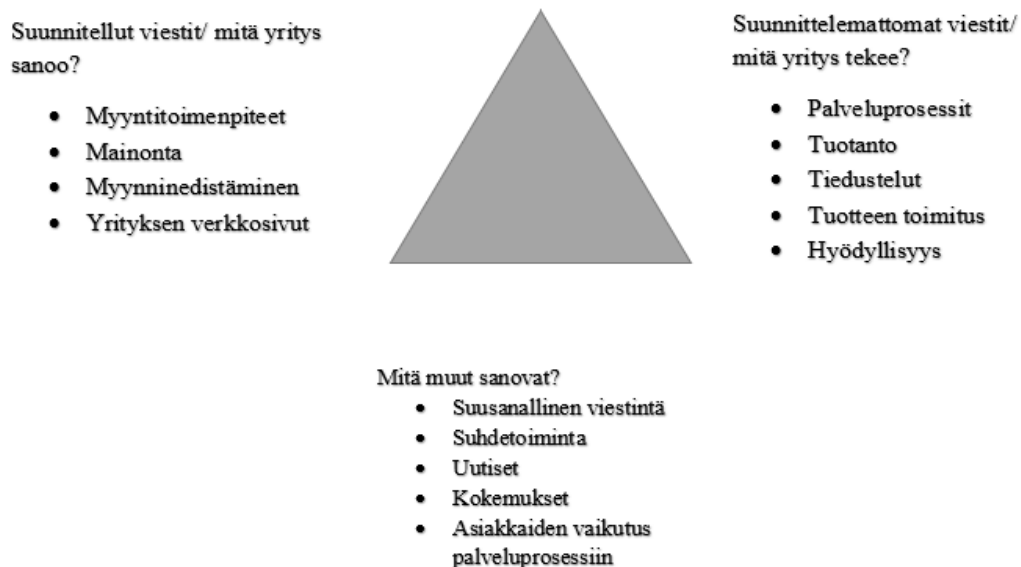 Suunnitellut viestit/ mitä yritys
sanoo?
• Myyntitoimenpiteet
• Mainonta
• Myynninedistäminen
• Yrityksen verkkosivut
Suunnittelemattomat viestit/
mitä yritys tekee?
• Palveluprosessit
• Tuotanto
• Tiedustelut
• Tuotteen toimitus
• Hyödyllisyys
Mitä muut sanovat?
• Suusanallinen viestintä
• Suhdetoiminta
• Uutiset
• Kokemukset
• Asiakkaiden vaikutus
palveluprosessiin